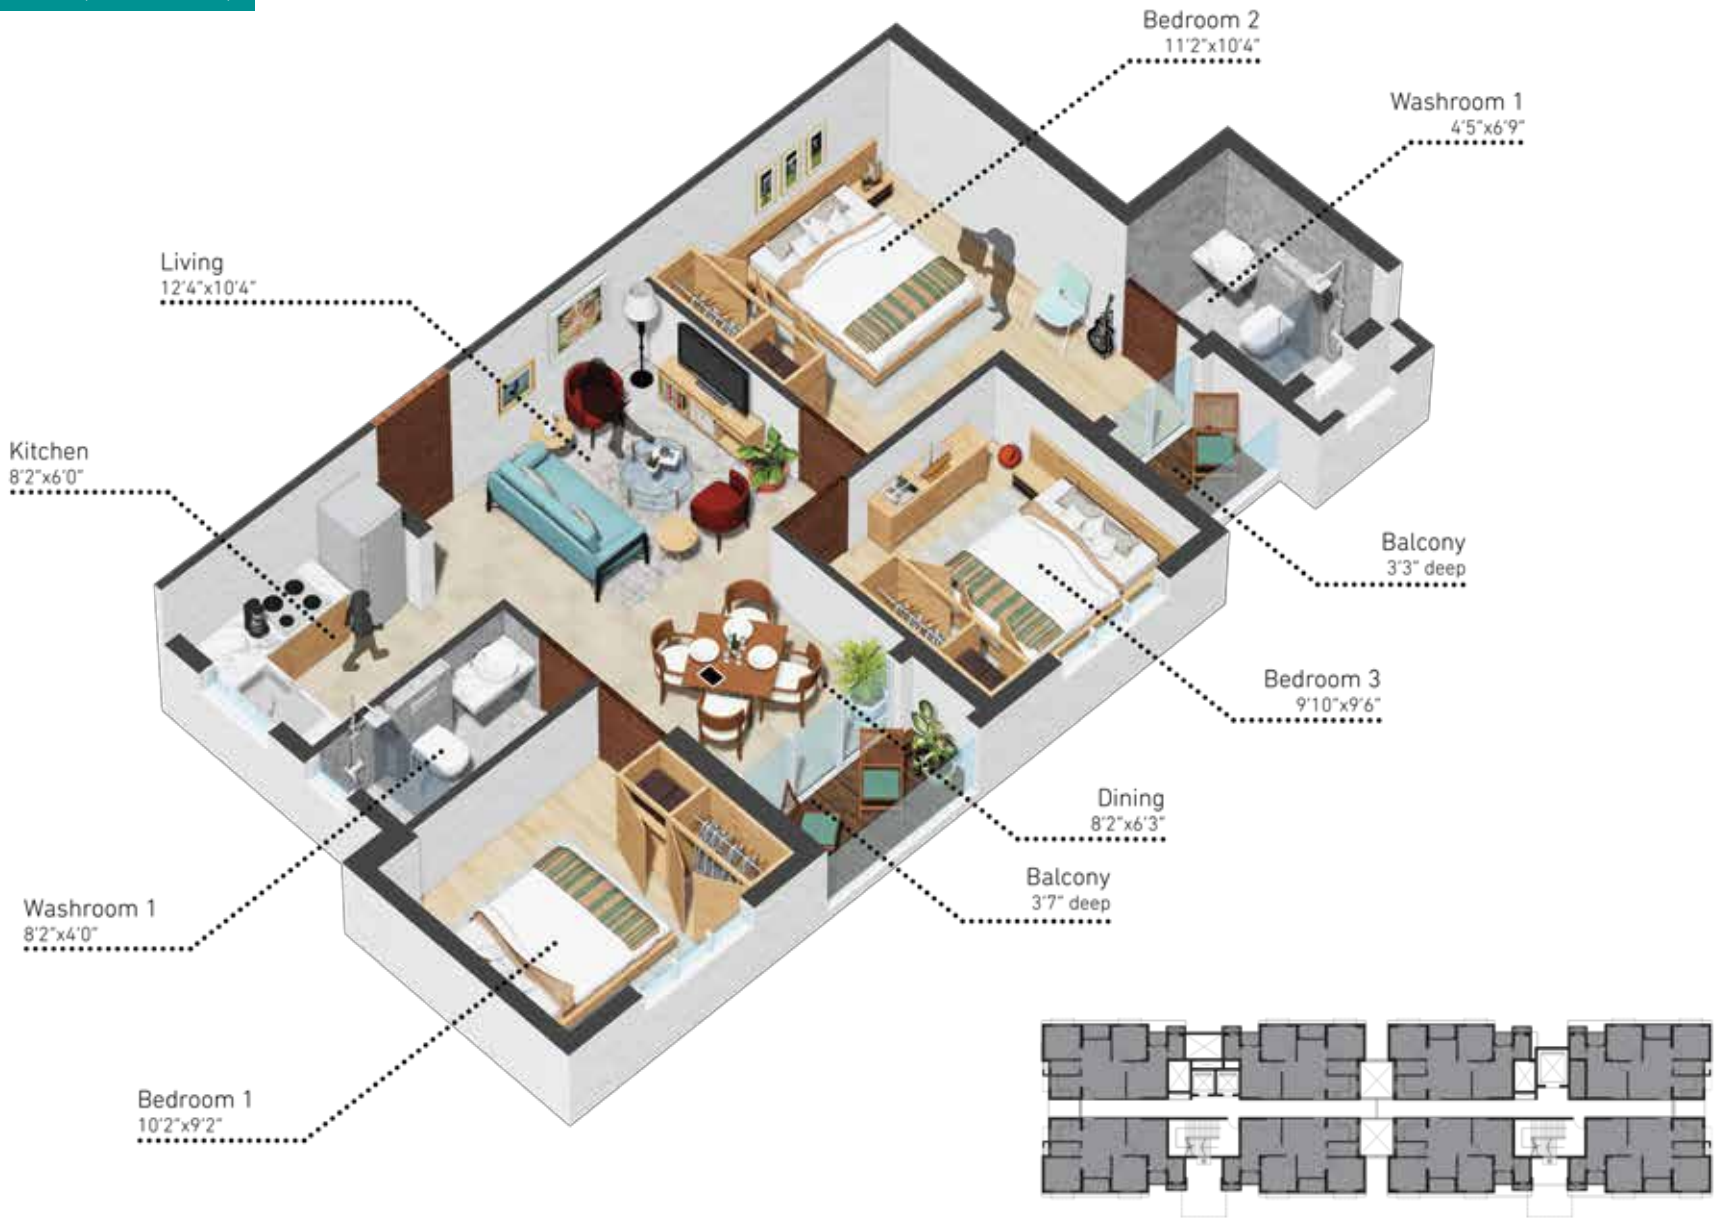 Bedroom 2
11'2"x10'4"
Washroom 1
4'5"x6'9"
Living
12'4"x10'4"
Kitchen
8'2"x6'0"
Balcony
3'3" deep
Bedroom 3
9'10"x9'6"
Dining
8'2"x6'3"
Balcony
3'7" deep
Washroom 1
8'2"x4'0"
Bedroom 1
10'2"x9'2"